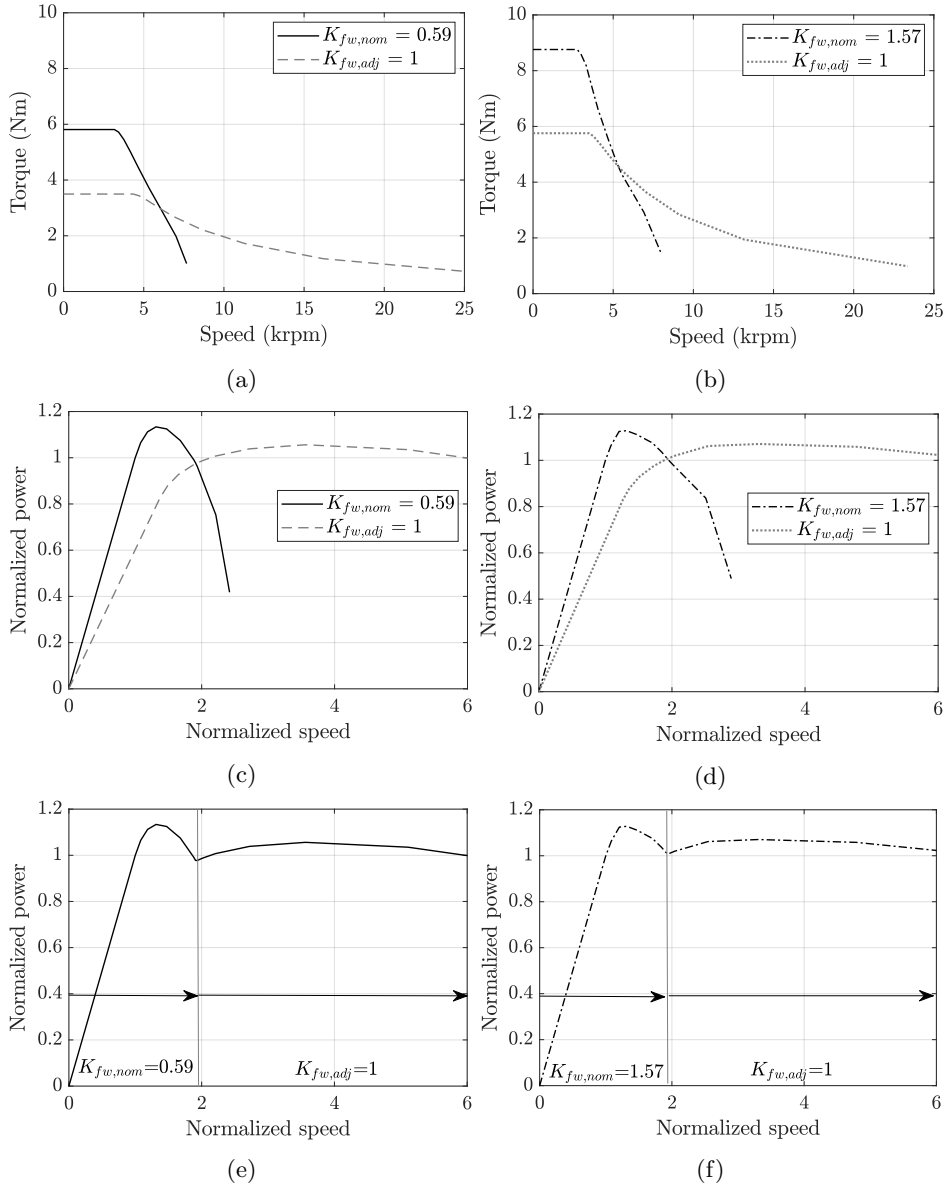 10
8
6
4
2
0
Torque (Nm)
0 5 10 15 20 25
Speed (krpm)
K_{fw,nom} = 0.59
K_{fw,adj} = 1
(a)
10
8
6
4
2
0
Torque (Nm)
0 5 10 15 20 25
Speed (krpm)
K_{fw,nom} = 1.57
K_{fw,adj} = 1
(b)
1.2
1
0.8
0.6
0.4
0.2
0
Normalized power
0 2 4 6
Normalized speed
K_{fw,nom} = 0.59
K_{fw,adj} = 1
(c)
1.2
1
0.8
0.6
0.4
0.2
0
Normalized power
0 2 4 6
Normalized speed
K_{fw,nom} = 1.57
K_{fw,adj} = 1
(d)
1.2
1
0.8
0.6
0.4
0.2
0
Normalized power
K_{fw,nom}=0.59 K_{fw,adj}=1
0 2 4 6
Normalized speed
(e)
1.2
1
0.8
0.6
0.4
0.2
0
Normalized power
K_{fw,nom}=1.57 K_{fw,adj}=1
0 2 4 6
Normalized speed
(f)